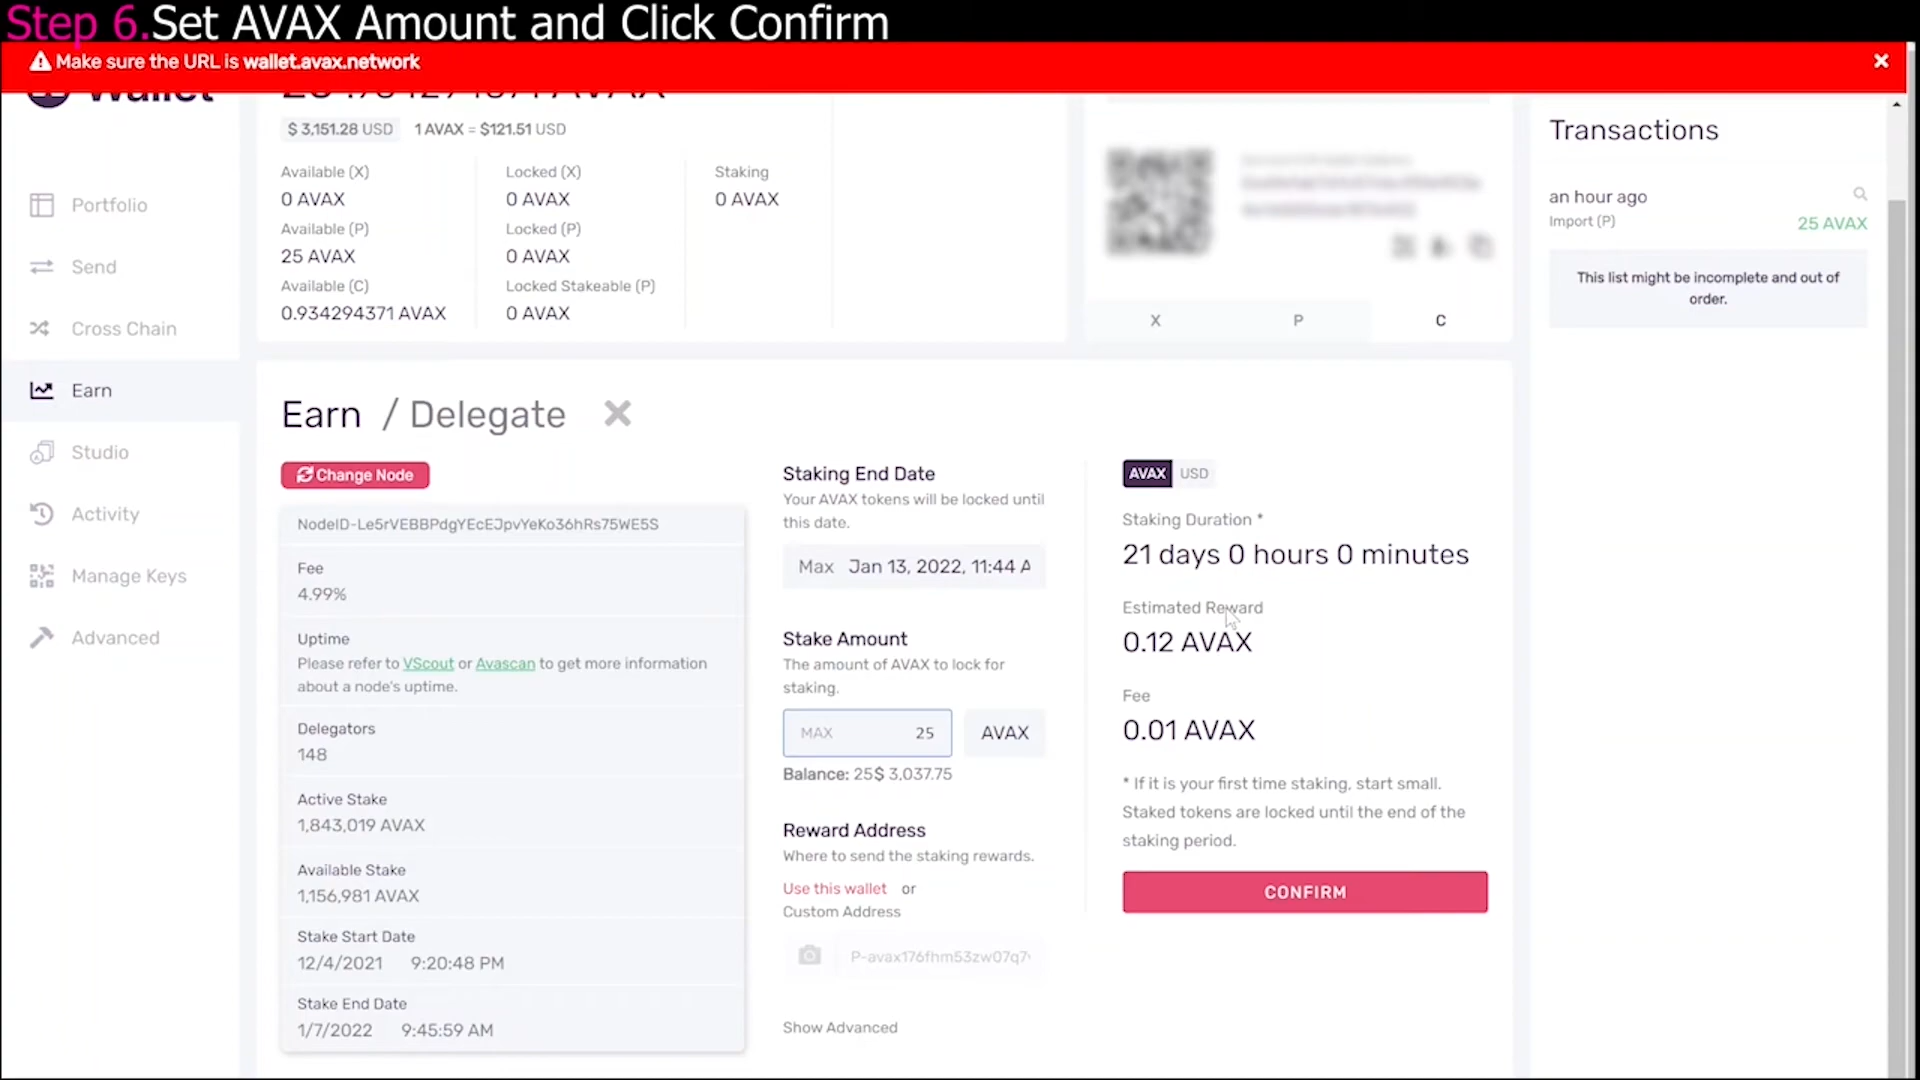 Step 6.Set AVAX Amount and Click Confirm
Make sure the URL is wallet.avax.network
Wallet
$ 3,151.28 USD 1 AVAX = $121.51 USD
Available (X)
0 AVAX
Available (P)
25 AVAX
Available (C)
0.934294371 AVAX
Locked (X)
0 AVAX
Locked (P)
0 AVAX
Locked Stakeable (P)
0 AVAX
Staking
0 AVAX
X P C
Transactions
an hour ago
Import (P) 25 AVAX
This list might be incomplete and out of
order.
Portfolio
Send
Cross Chain
Earn
Studio
Activity
Manage Keys
Advanced
Earn / Delegate
Change Node
NodeID-Le5rVEBBPdgYEcEJpvYeKo36hRs75WE5S
Fee
4.99%
Uptime
Please refer to VScout or Avascan to get more information
about a node's uptime.
Delegators
148
Active Stake
1,843,019 AVAX
Available Stake
1,156,981 AVAX
Stake Start Date
12/4/2021 9:20:48 PM
Stake End Date
1/7/2022 9:45:59 AM
Staking End Date
Your AVAX tokens will be locked until
this date.
Max Jan 13, 2022, 11:44 A
Stake Amount
The amount of AVAX to lock for
staking.
MAX 25 AVAX
Balance: 25$ 3,037.75
Reward Address
Where to send the staking rewards.
Use this wallet or
Custom Address
P-avax176fhm53zw07q7
Show Advanced
AVAX USD
Staking Duration *
21 days 0 hours 0 minutes
Estimated Reward
0.12 AVAX
Fee
0.01 AVAX
* If it is your first time staking, start small.
Staked tokens are locked until the end of the
staking period.
CONFIRM